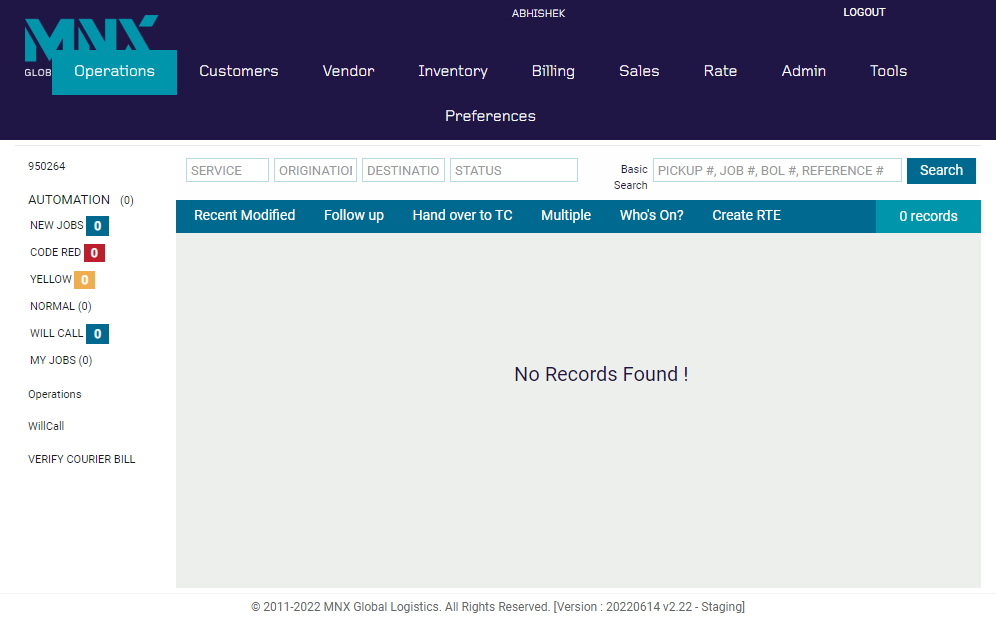 ABHISHEK
LOGOUT
MNX
GLOB
Operations Customers Vendor Inventory Billing Sales Rate Admin Tools
Preferences
950264
AUTOMATION (0)
NEW JOBS 0
CODE RED 0
YELLOW 0
NORMAL (0)
WILL CALL 0
MY JOBS (0)
Operations
WillCall
VERIFY COURIER BILL
SERVICE ORIGINATIO DESTINATIO STATUS
Basic
Search
PICKUP #, JOB #, BOL #, REFERENCE # Search
Recent Modified Follow up Hand over to TC Multiple Who's On? Create RTE 0 records
No Records Found !
© 2011-2022 MNX Global Logistics. All Rights Reserved. [Version : 20220614 v2.22 - Staging]